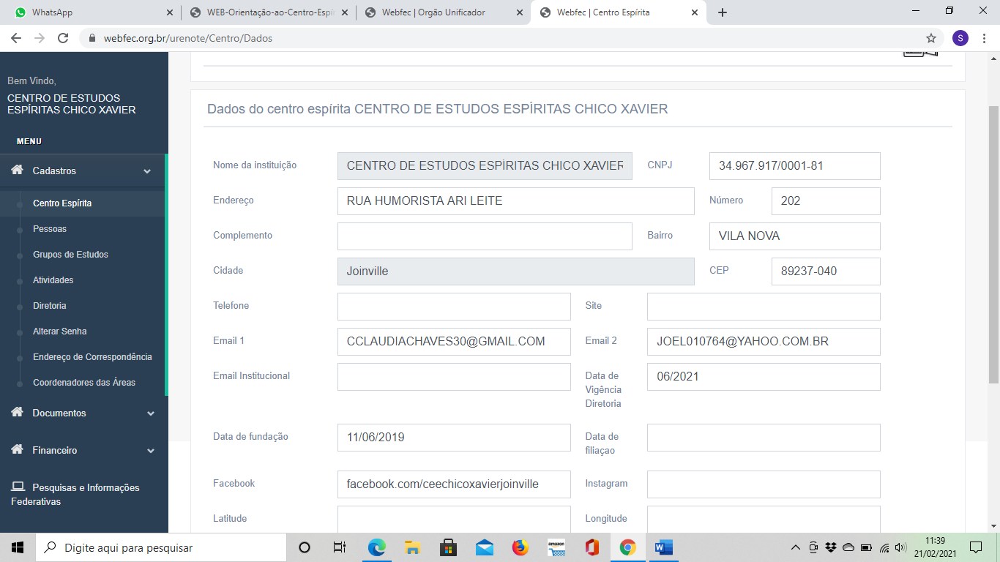 WhatsApp
WEB-Orientação-ao-Centro-Espír
Webfec | Orgão Unificador
Webfec | Centro Espírita
webfec.org.br/urenote/Centro/Dados
S
Bem Vindo,
CENTRO DE ESTUDOS
ESPÍRITAS CHICO XAVIER
MENU
Cadastros
Centro Espírita
Pessoas
Grupos de Estudos
Atividades
Diretoria
Alterar Senha
Endereço de Correspondência
Coordenadores das Áreas
Documentos
Financeiro
Pesquisas e Informações
Federativas
Dados do centro espírita CENTRO DE ESTUDOS ESPÍRITAS CHICO XAVIER
Nome da instituição CENTRO DE ESTUDOS ESPÍRITAS CHICO XAVIER CNPJ 34.967.917/0001-81
Endereço RUA HUMORISTA ARI LEITE Número 202
Complemento Bairro VILA NOVA
Cidade Joinville CEP 89237-040
Telefone Site
Email 1 CCLAUDIACHAVES30@GMAIL.COM Email 2 JOEL010764@YAHOO.COM.BR
Email Institucional Data de 06/2021
Vigência
Diretoria
Data de fundação 11/06/2019 Data de
filiaçao
Facebook facebook.com/ceechicoxavierjoinville Instagram
Latitude Longitude
Digite aqui para pesquisar
amazon
W
11:39
21/02/2021